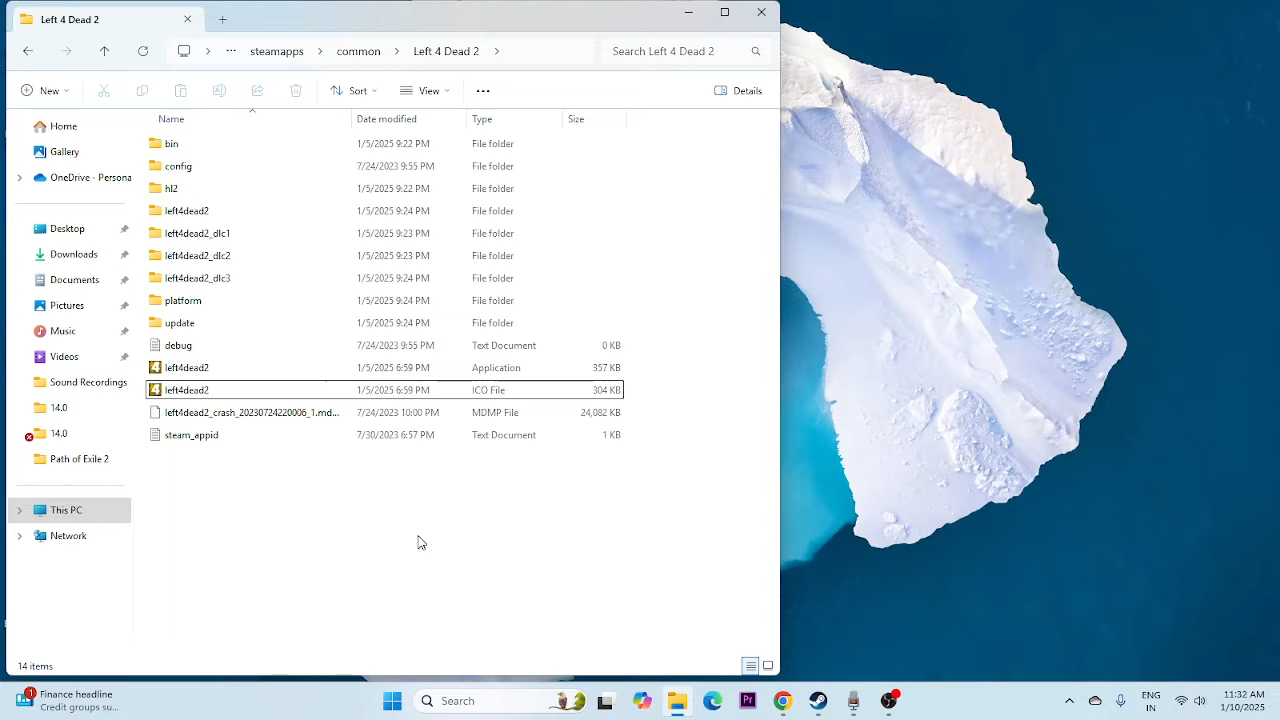 Left 4 Dead 2
steamapps > common > Left 4 Dead 2 >
Search Left 4 Dead 2
New
Sort
View
Details
Name Date modified Type Size
Home
Gallery
OneDrive - Persona
Desktop
Downloads
Documents
Pictures
Music
Videos
Sound Recordings
14.0
14.0
Path of Exile 2
This PC
Network
bin 1/5/2025 9:22 PM File folder
config 7/24/2023 9:55 PM File folder
hl2 1/5/2025 9:22 PM File folder
left4dead2 1/5/2025 9:24 PM File folder
left4dead2_dlc1 1/5/2025 9:23 PM File folder
left4dead2_dlc2 1/5/2025 9:23 PM File folder
left4dead2_dlc3 1/5/2025 9:24 PM File folder
platform 1/5/2025 9:24 PM File folder
update 1/5/2025 9:24 PM File folder
debug 7/24/2023 9:55 PM Text Document 0 KB
left4dead2 1/5/2025 6:59 PM Application 357 KB
left4dead2 1/5/2025 6:59 PM ICO File 304 KB
left4dead2_crash_20230724220006_1.md... 7/24/2023 10:00 PM MDMP File 24,082 KB
steam_appid 7/30/2023 6:57 PM Text Document 1 KB
14 items
1
Finance headline
Credit groups su...
Search
Pr
ENG
IN
11:32 AM
1/10/2025